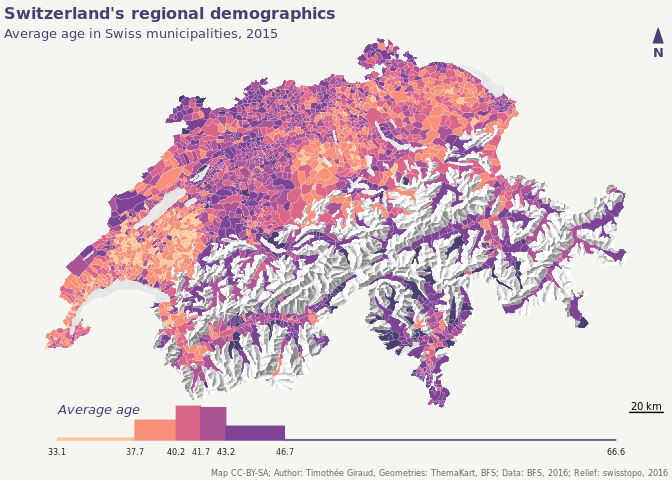 Switzerland's regional demographics
Average age in Swiss municipalities, 2015
N
20 km
Average age
33.1 37.7 40.2 41.7 43.2 46.7 66.6
Map CC-BY-SA; Author: Timothée Giraud, Geometries: ThemaKart, BFS; Data: BFS, 2016; Relief: swisstopo, 2016